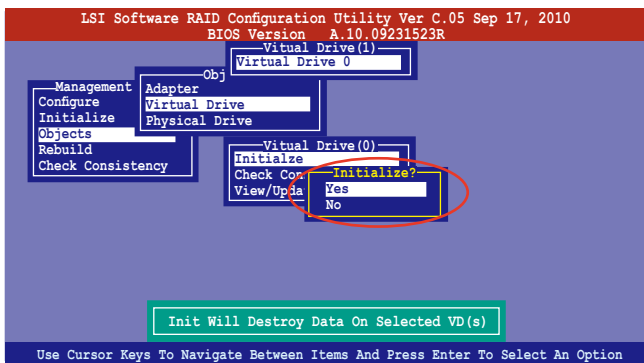 LSI Software RAID Configuration Utility Ver C.05 Sep 17, 2010
BIOS Version A.10.09231523R
Vitual Drive(1)
Virtual Drive 0
Obj
Adapter
Virtual Drive
Physical Drive
Management
Configure
Initialize
Objects
Rebuild
Check Consistency
Vitual Drive(0)
Initialze
Check Con
View/Upda
Initialize?
Yes
No
Init Will Destroy Data On Selected VD(s)
Use Cursor Keys To Navigate Between Items And Press Enter To Select An Option